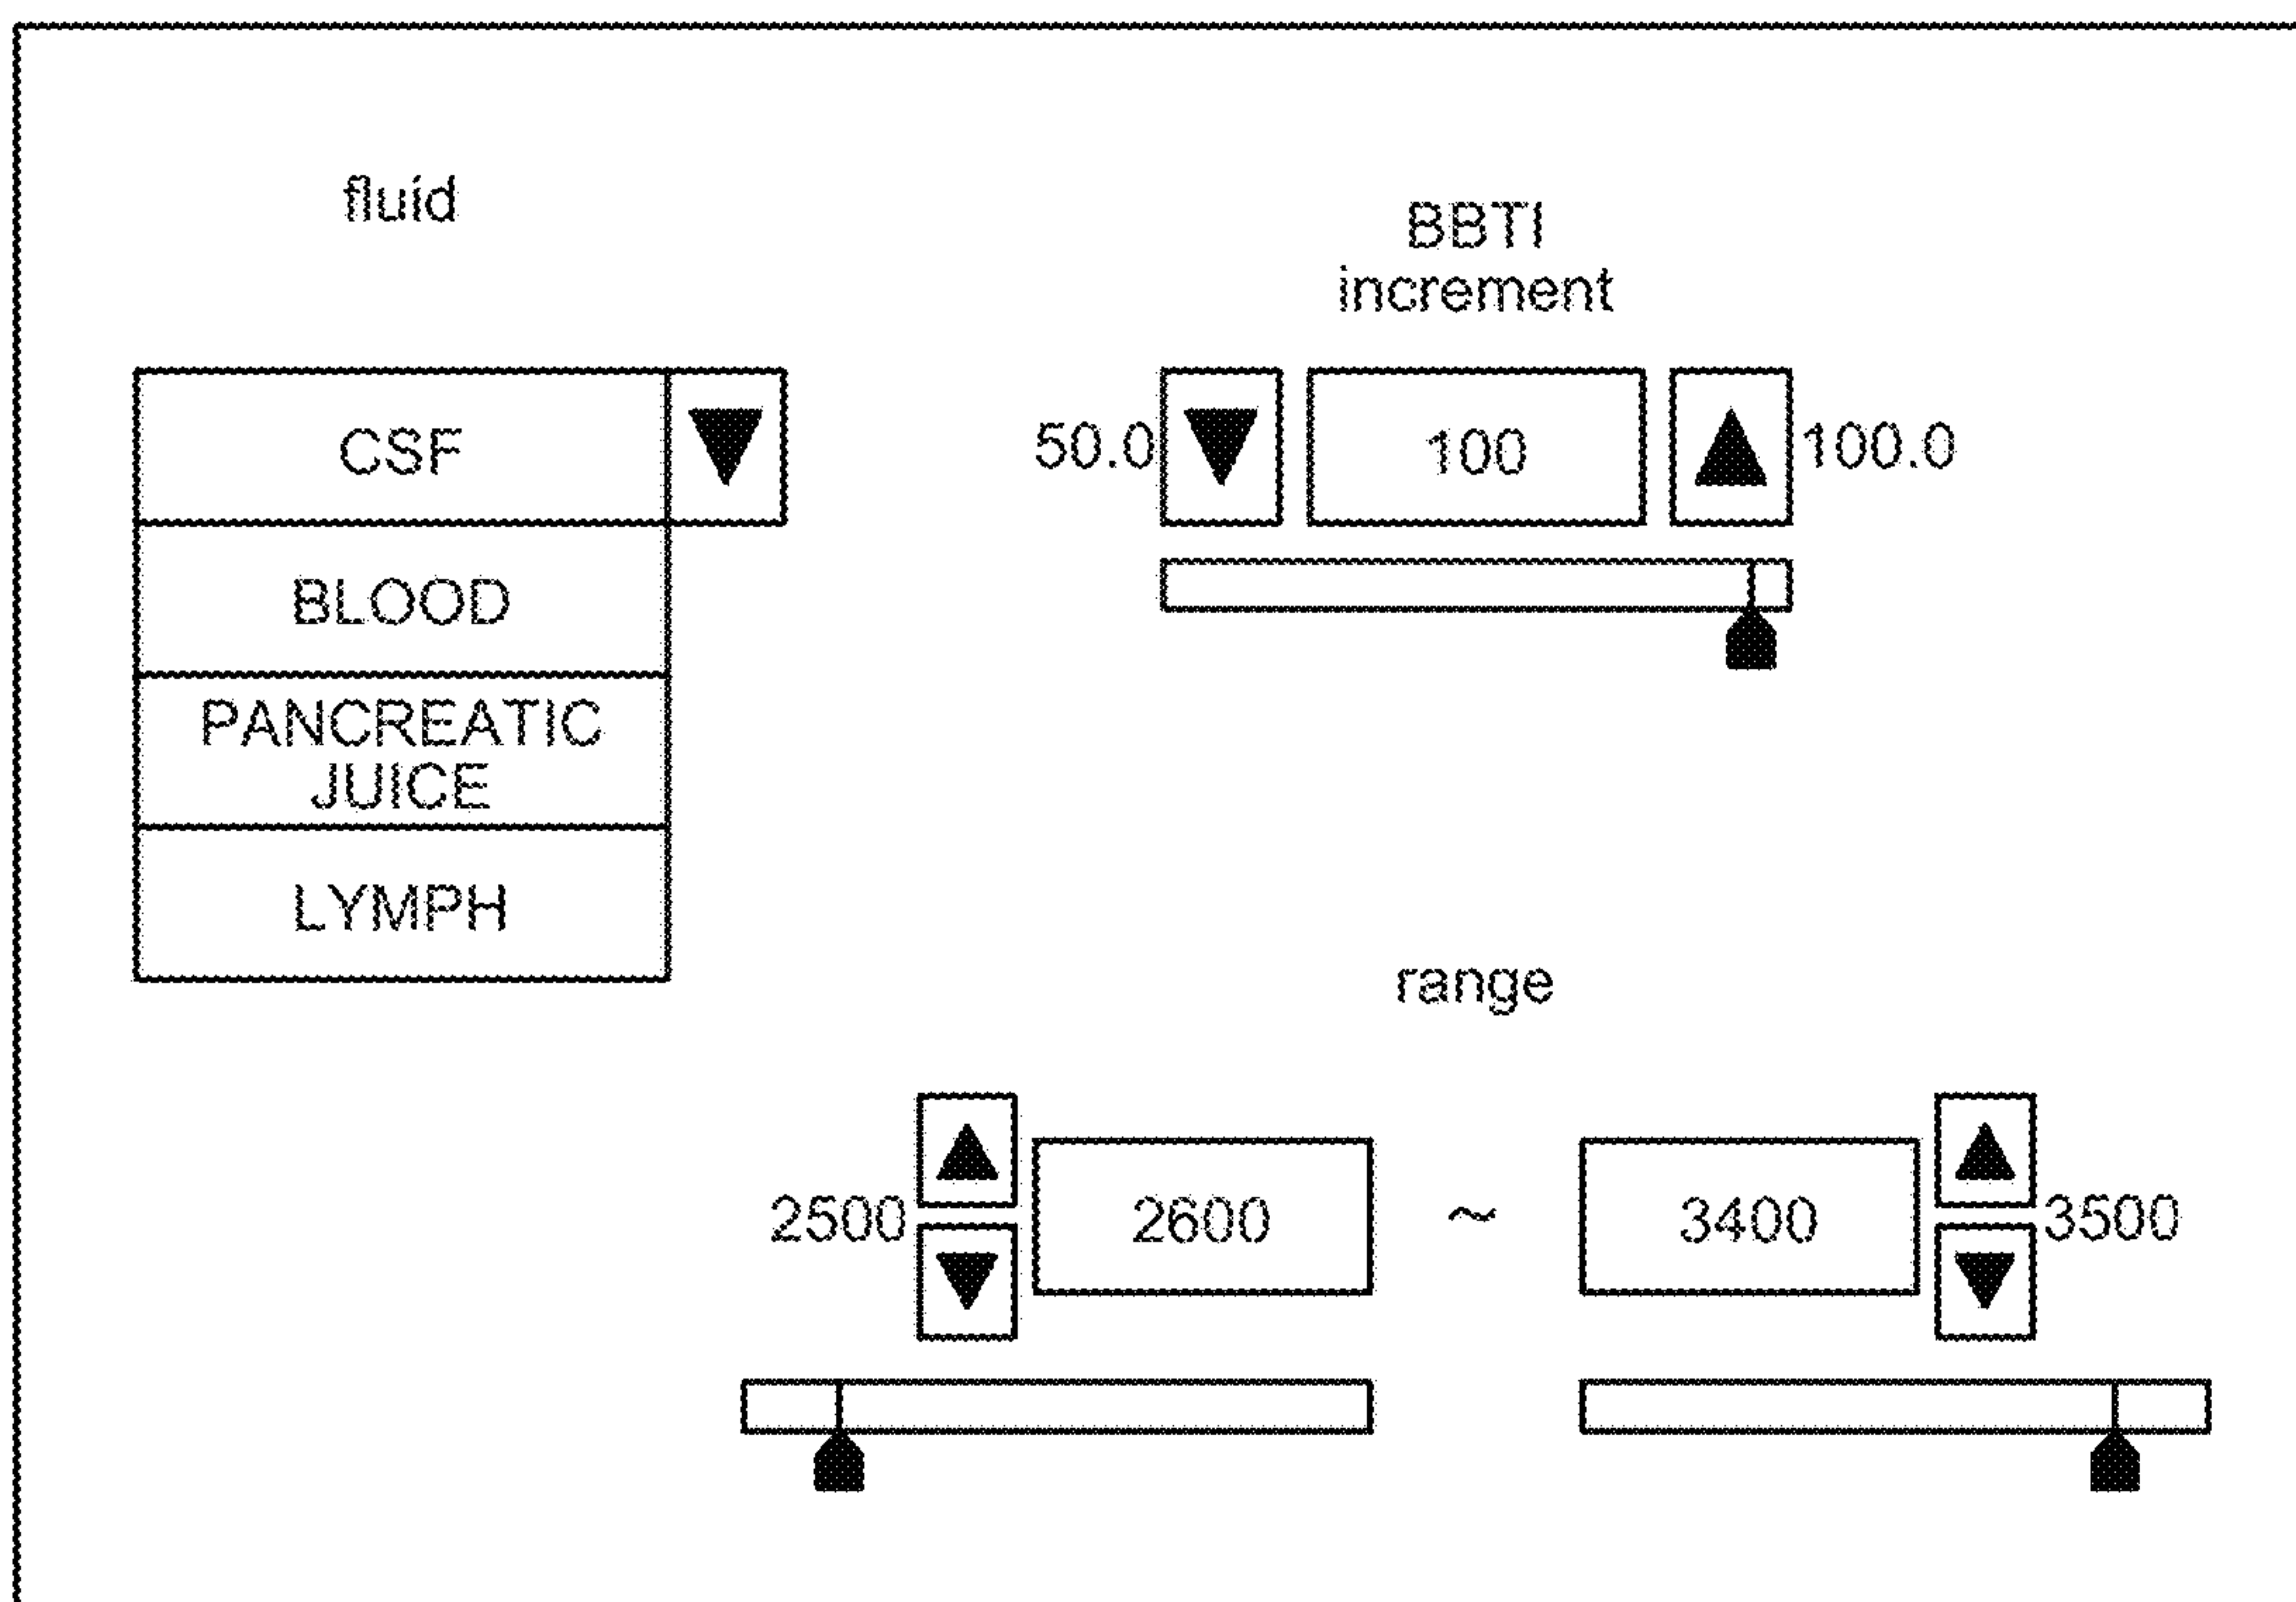 fluid
CSF
BLOOD
PANCREATIC
JUICE
LYMPH
BBTI
increment
50.0 100 100.0
range
2500 2600 ~ 3400 3500